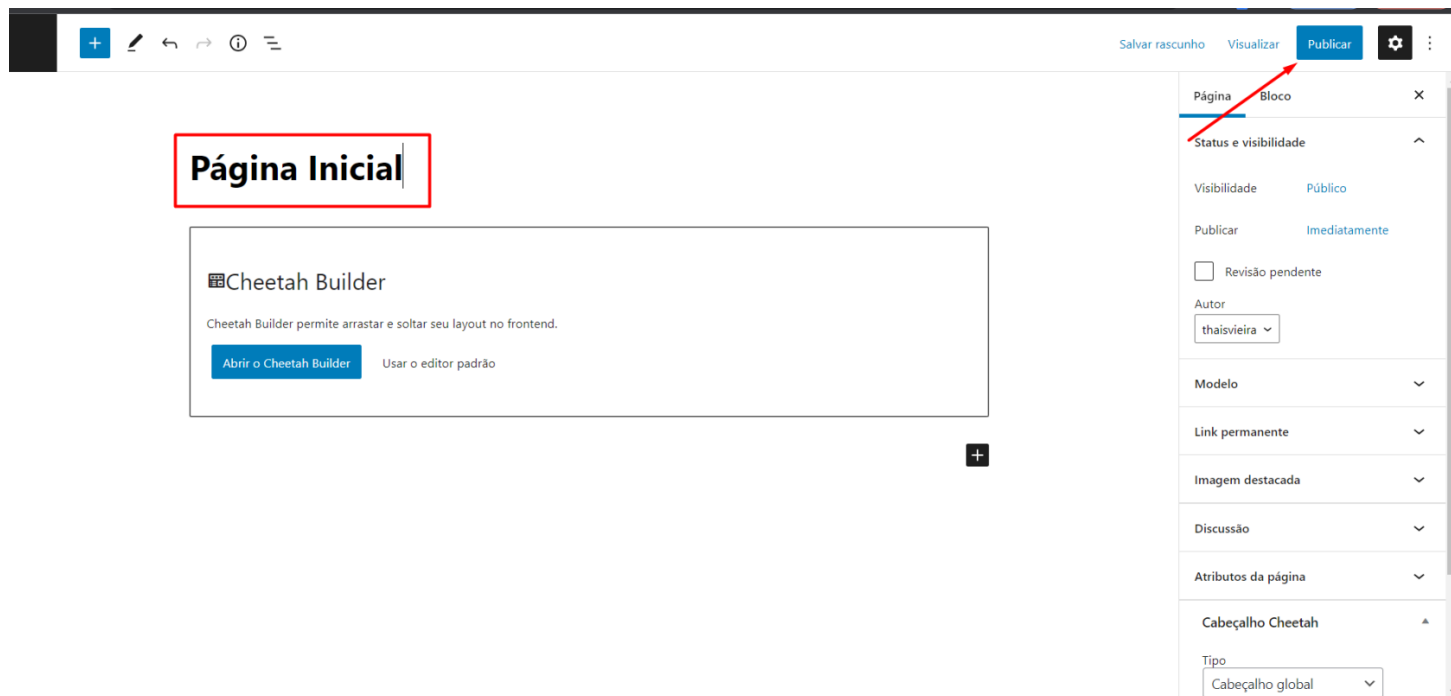 Salvar rascunho Visualizar Publicar
Página Bloco
Status e visibilidade
Página Inicial
Visibilidade Público
Publicar Imediatamente
Cheetah Builder
Revisão pendente
Autor
Cheetah Builder permite arrastar e soltar seu layout no frontend.
thaisvieira
Abrir o Cheetah Builder Usar o editor padrão
Modelo
Link permanente
Imagem destacada
Discussão
Atributos da página
Cabeçalho Cheetah
Tipo
Cabeçalho global